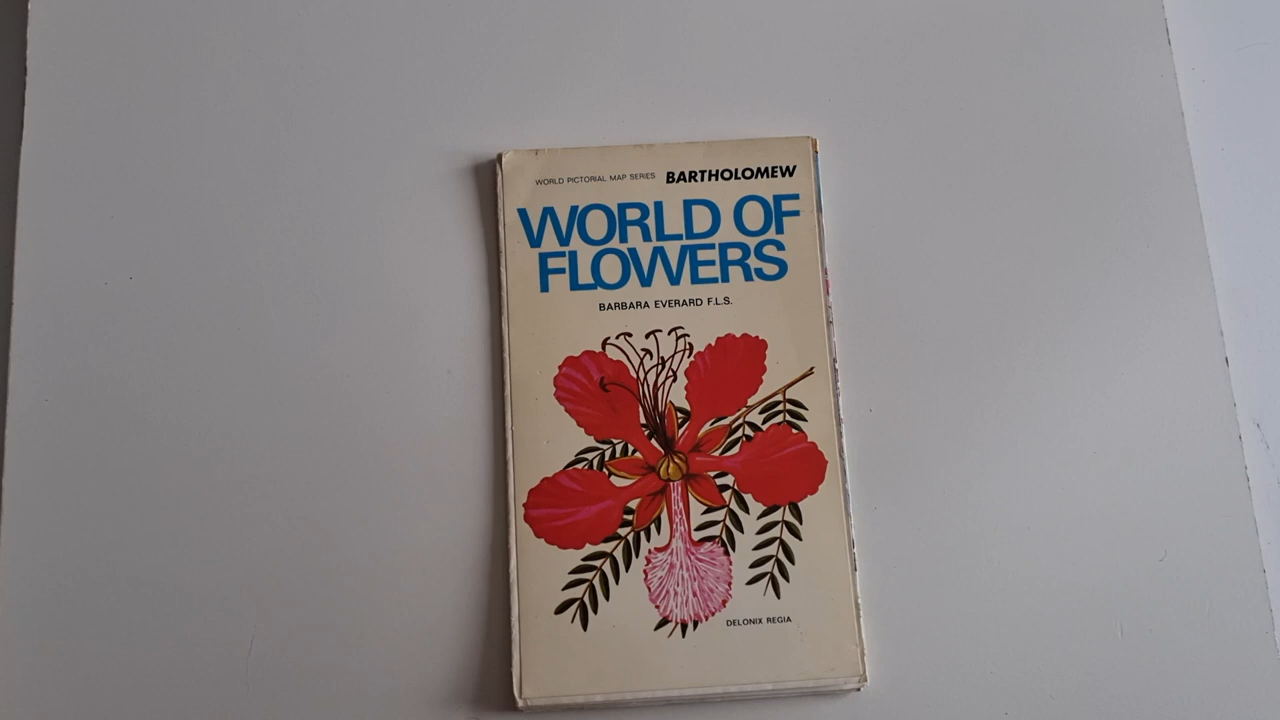 WORLD PICTORIAL MAP SERIES BARTHOLOMEW
WORLD OF
FLOWERS
BARBARA EVERARD F.L.S.
DELONIX REGIA